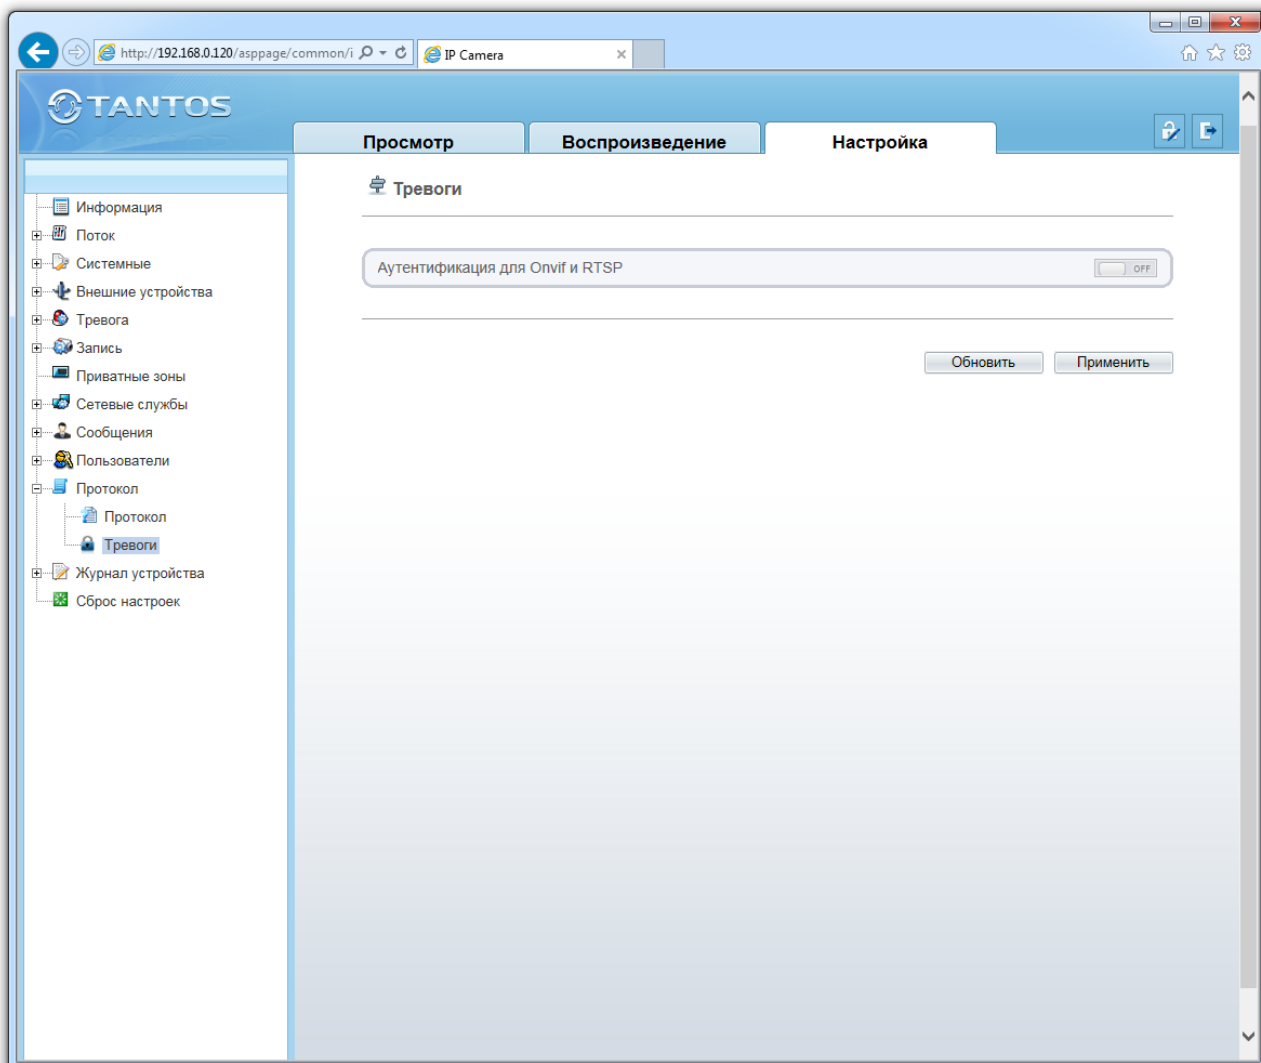 http://192.168.0.120/asppage/common/i
IP Camera
TANTOS
Просмотр
Воспроизведение
Настройка
Информация
Поток
Системные
Внешние устройства
Тревога
Запись
Приватные зоны
Сетевые службы
Сообщения
Пользователи
Протокол
Протокол
Тревоги
Журнал устройства
Сброс настроек
Тревоги
Аутентификация для Onvif и RTSP
OFF
Обновить
Применить